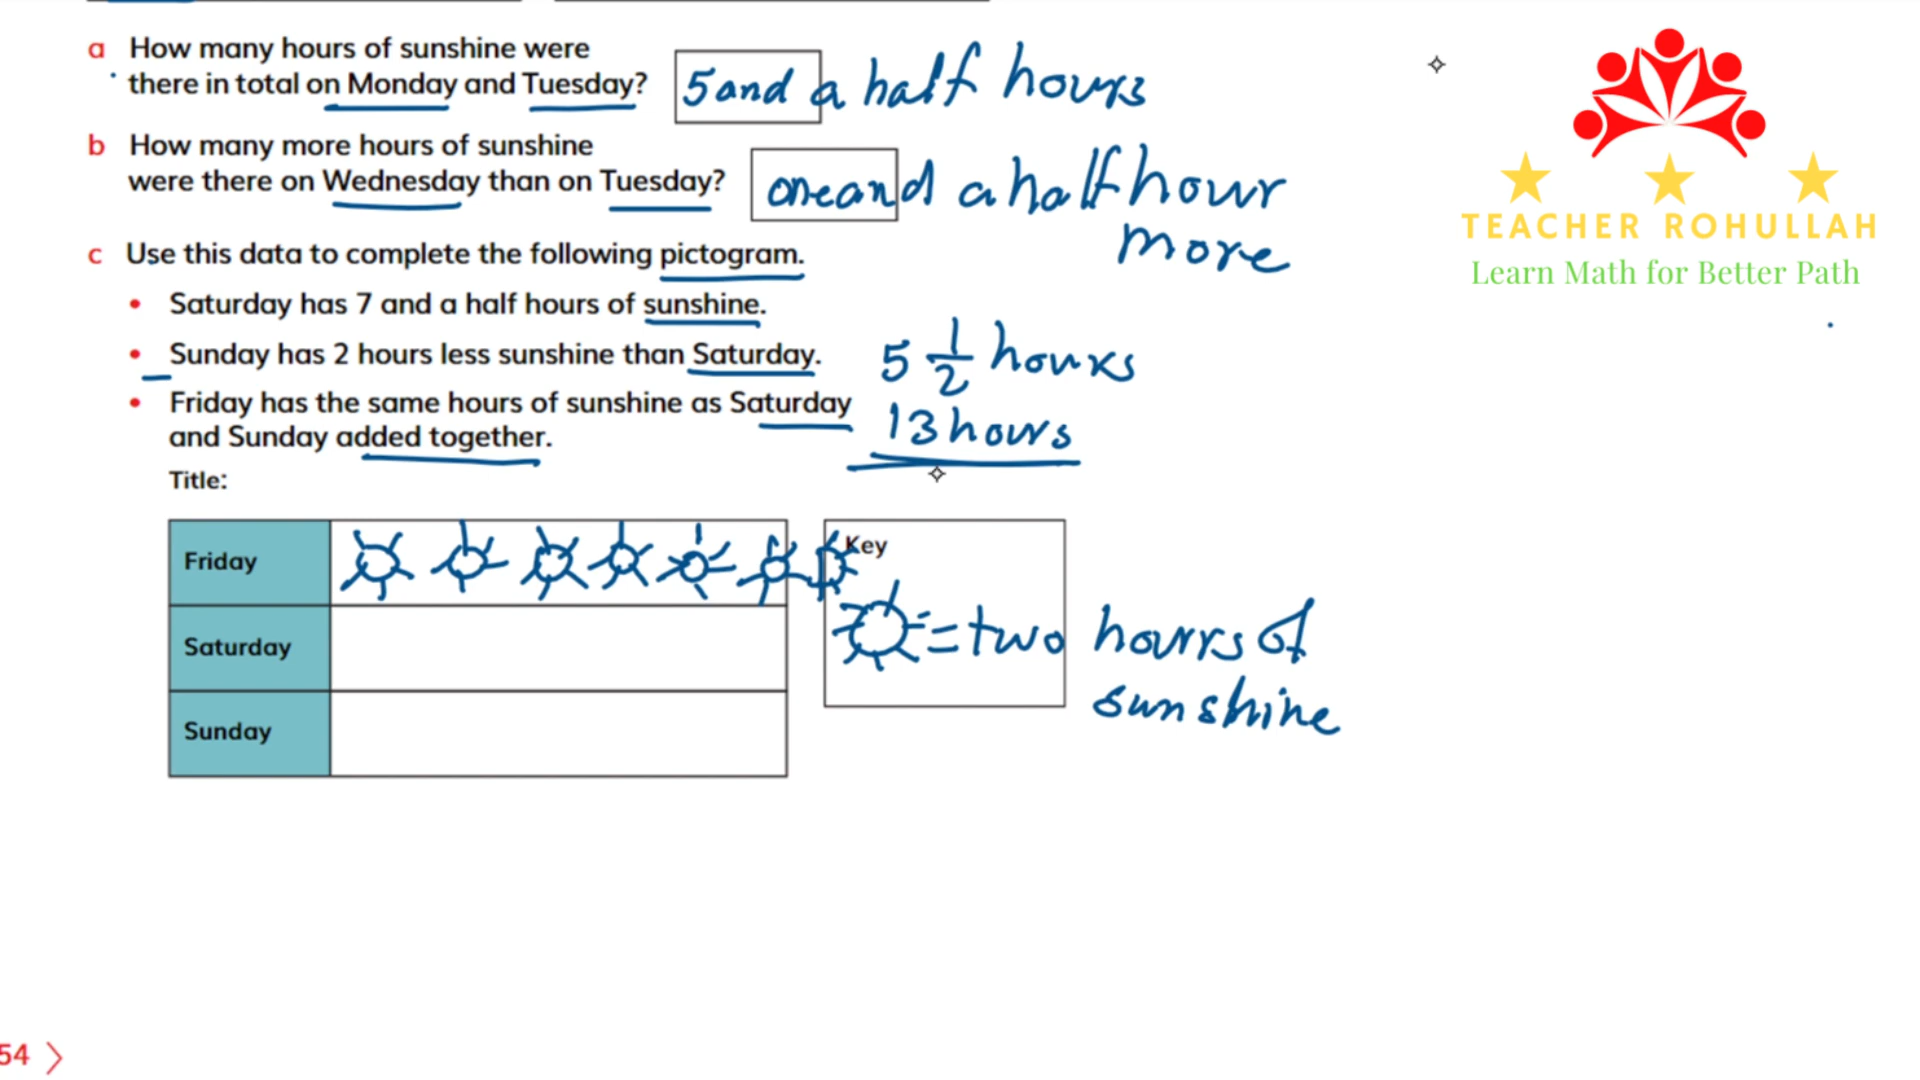 a How many hours of sunshine were
there in total on Monday and Tuesday? 5 and a half hours
b How many more hours of sunshine
were there on Wednesday than on Tuesday? one and a half hour
more
c Use this data to complete the following pictogram.
• Saturday has 7 and a half hours of sunshine.
• Sunday has 2 hours less sunshine than Saturday. 5 1/2 hours
• Friday has the same hours of sunshine as Saturday
and Sunday added together. 13 hours
Title:
Friday
Saturday
Sunday
Key
= two hours of
sunshine
TEACHER ROHULLAH
Learn Math for Better Path
54